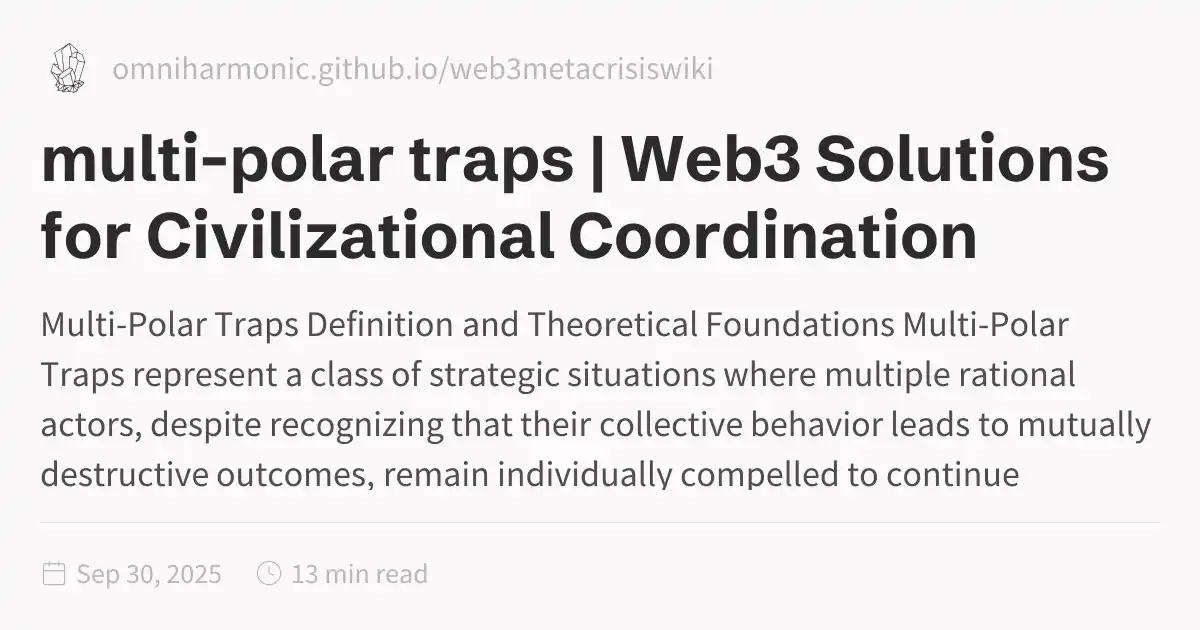 omniharmonic.github.io/web3metacrisiswiki
multi-polar traps | Web3 Solutions
for Civilizational Coordination
Multi-Polar Traps Definition and Theoretical Foundations Multi-Polar
Traps represent a class of strategic situations where multiple rational
actors, despite recognizing that their collective behavior leads to mutually
destructive outcomes, remain individually compelled to continue
Sep 30, 2025 13 min read